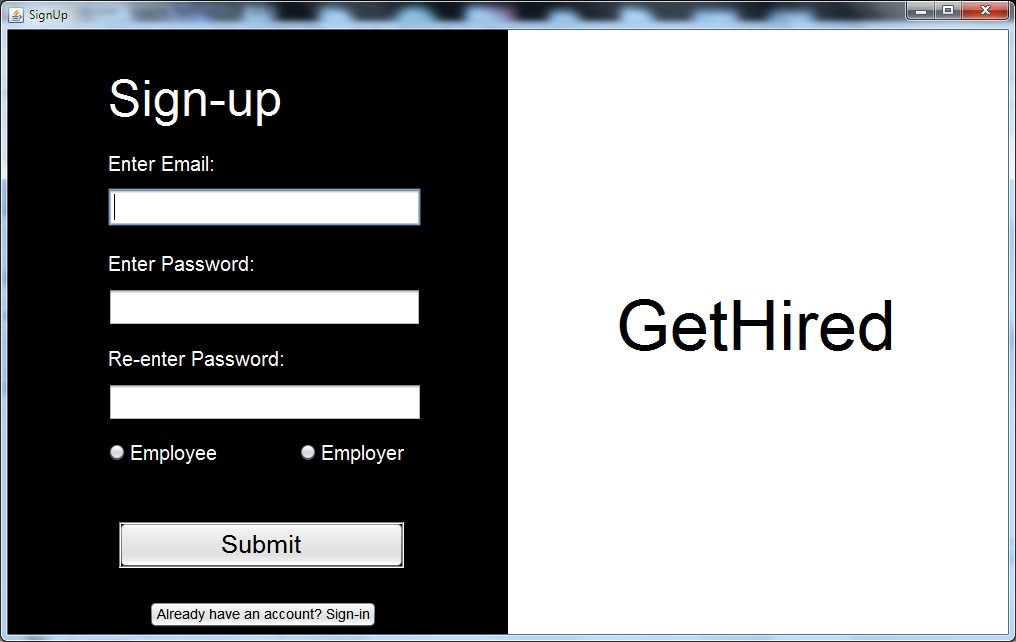 SignUp
Sign-up
Enter Email:
Enter Password:
Re-enter Password:
Employee
Employer
Submit
Already have an account? Sign-in
GetHired